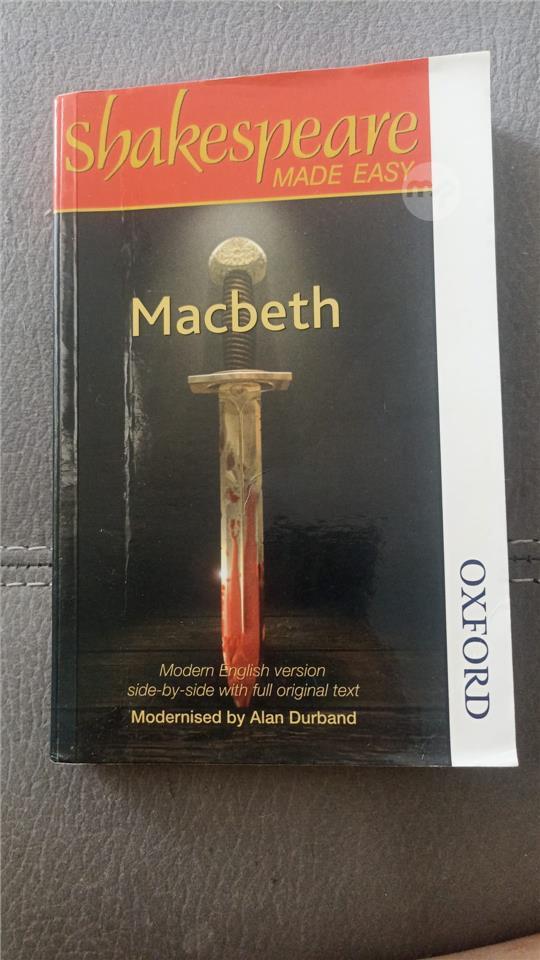 Shakespeare
MADE EASY
Macbeth
Modern English version
side-by-side with full original text
Modernised by Alan Durband
OXFORD